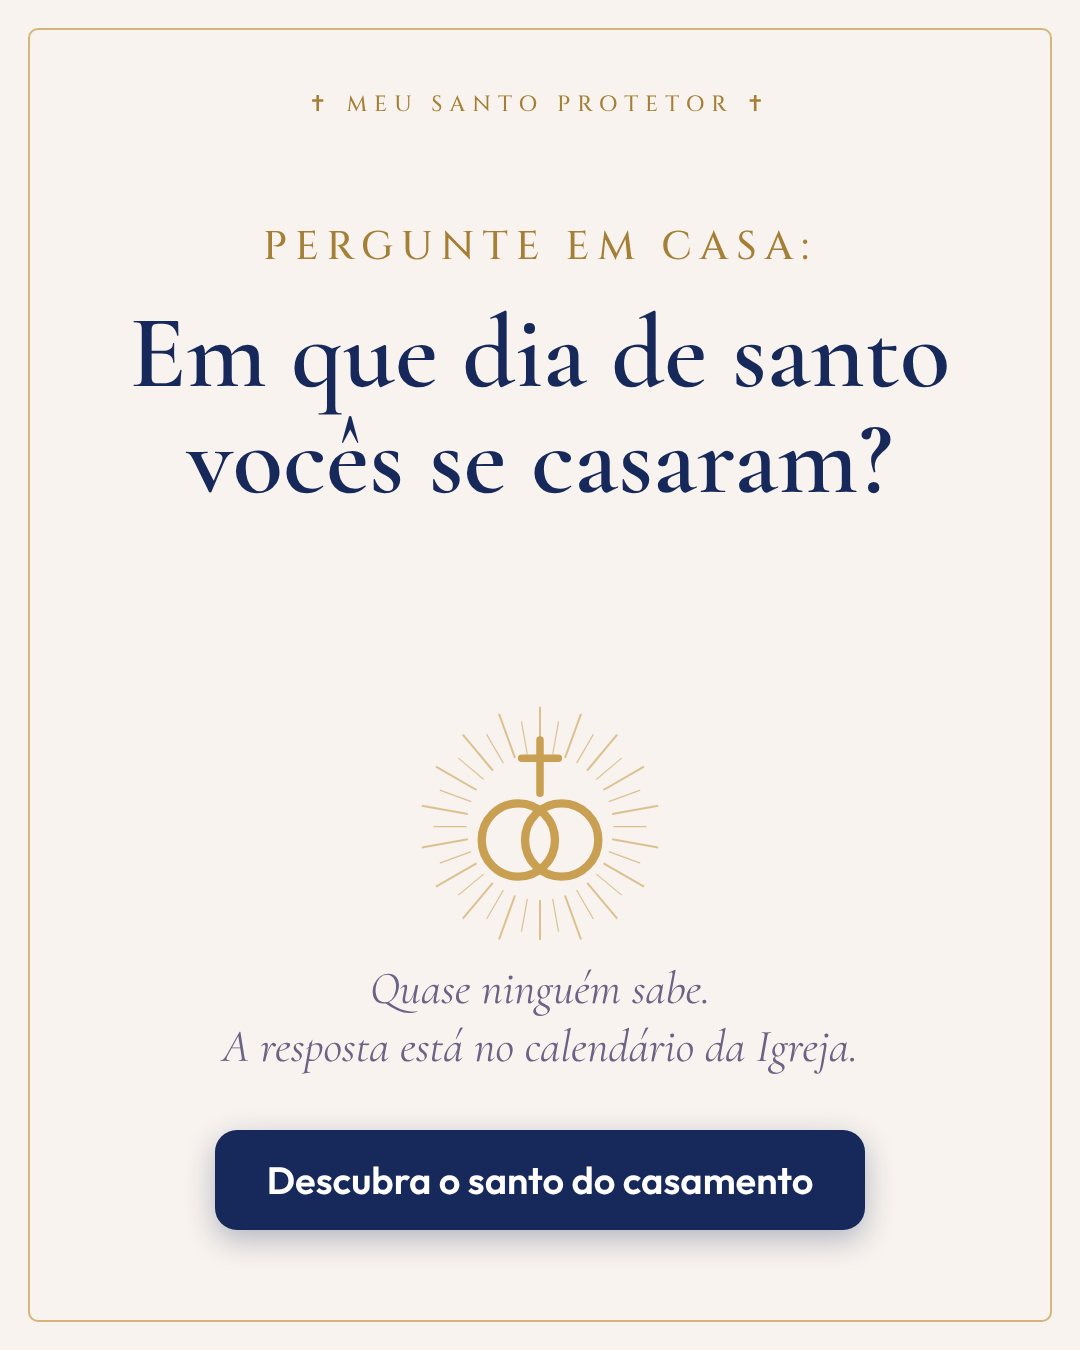 ✝ MEU SANTO PROTETOR ✝
PERGUNTE EM CASA:
Em que dia de santo
vocês se casaram?
Quase ninguém sabe.
A resposta está no calendário da Igreja.
Descubra o santo do casamento